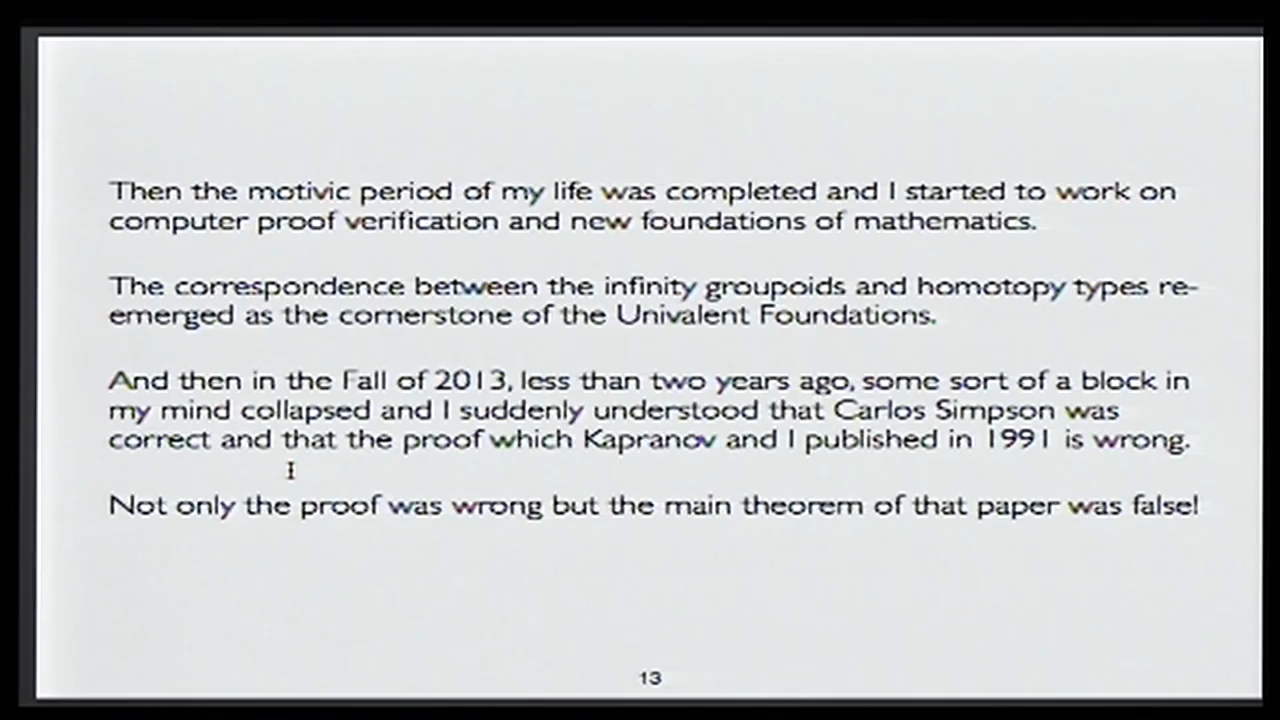 Then the motivic period of my life was completed and I started to work on
computer proof verification and new foundations of mathematics.
The correspondence between the infinity groupoids and homotopy types re-
emerged as the cornerstone of the Univalent Foundations.
And then in the Fall of 2013, less than two years ago, some sort of a block in
my mind collapsed and I suddenly understood that Carlos Simpson was
correct and that the proof which Kapranov and I published in 1991 is wrong.
Not only the proof was wrong but the main theorem of that paper was false!
13